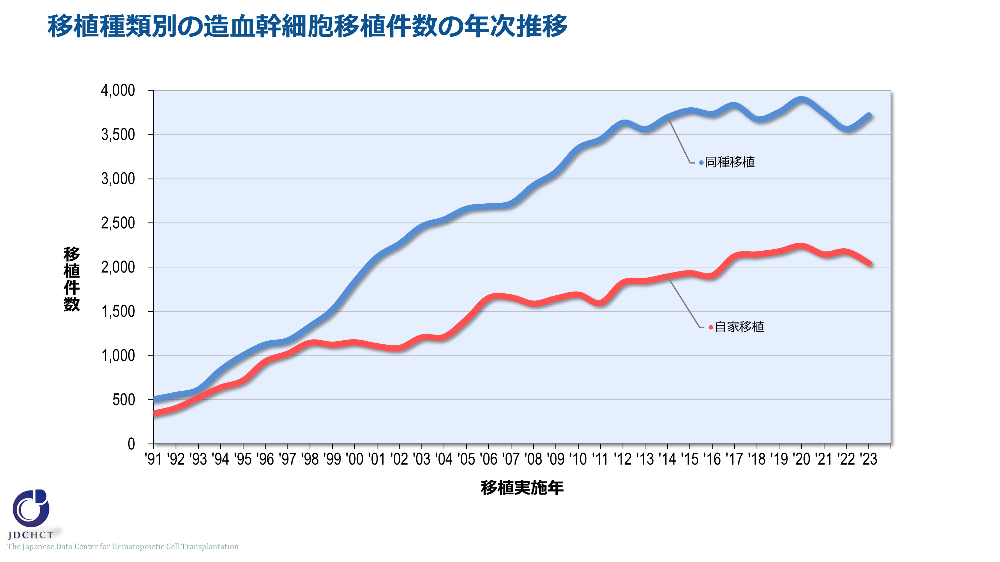 移植種類別の造血幹細胞移植件数の年次推移
4,000
3,500
3,000
2,500
2,000
1,500
1,000
500
0
移植件数
同種移植
自家移植
'91 '92 '93 '94 '95 '96 '97 '98 '99 '00 '01 '02 '03 '04 '05 '06 '07 '08 '09 '10 '11 '12 '13 '14 '15 '16 '17 '18 '19 '20 '21 '22 '23
移植実施年
JDCHCT
The Japanese Data Center for Hematopoietic Cell Transplantation